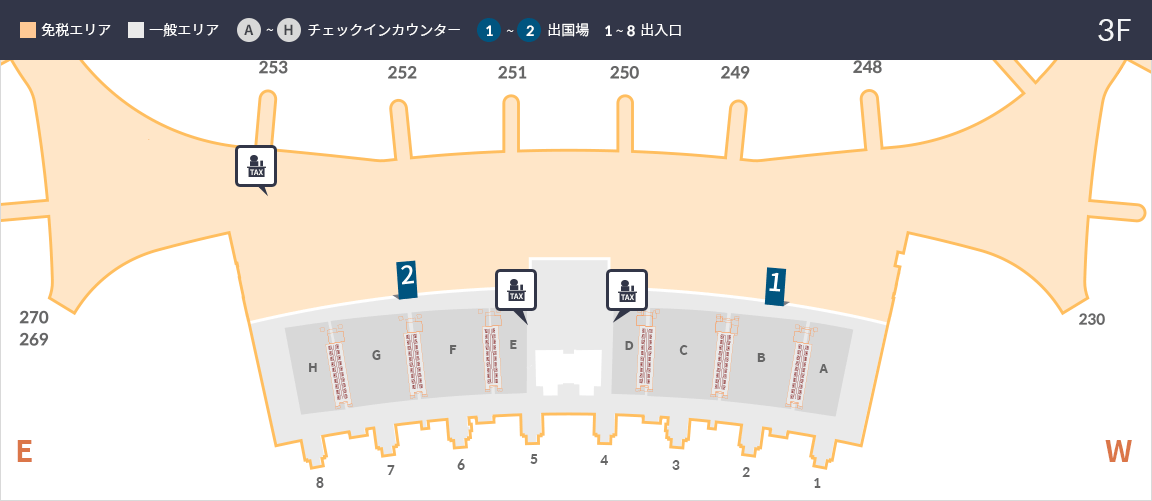 免税エリア 一般エリア A ~ H チェックインカウンター 1 ~ 2 出国場 1 ~ 8 出入口 3F
253 252 251 250 249 248
TAX
2 TAX TAX 1
270 230
269
H G F E D C B A
E W
8 7 6 5 4 3 2 1